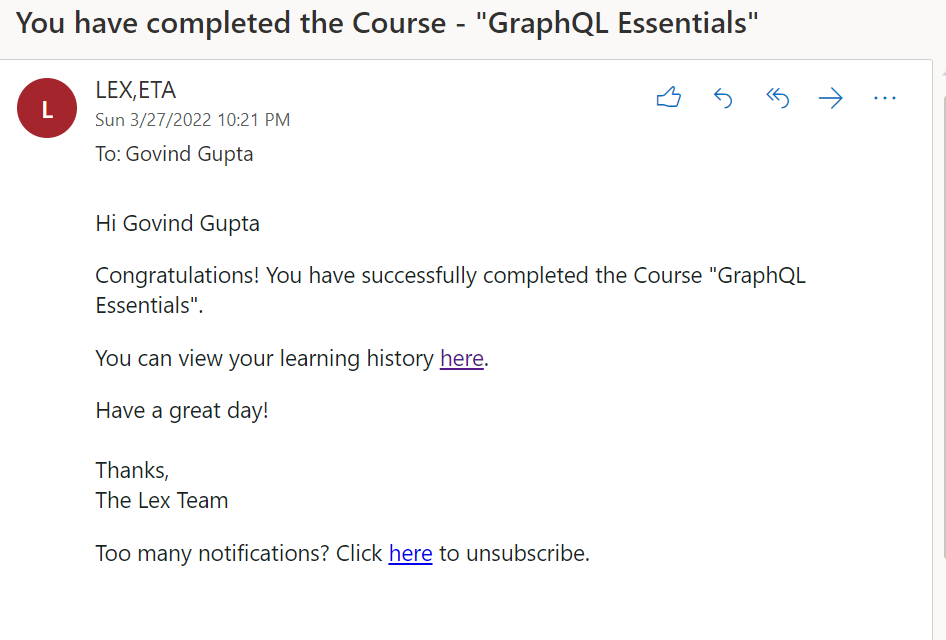 You have completed the Course - "GraphQL Essentials"
L
LEX,ETA
Sun 3/27/2022 10:21 PM
To: Govind Gupta
Hi Govind Gupta
Congratulations! You have successfully completed the Course "GraphQL
Essentials".
You can view your learning history here.
Have a great day!
Thanks,
The Lex Team
Too many notifications? Click here to unsubscribe.